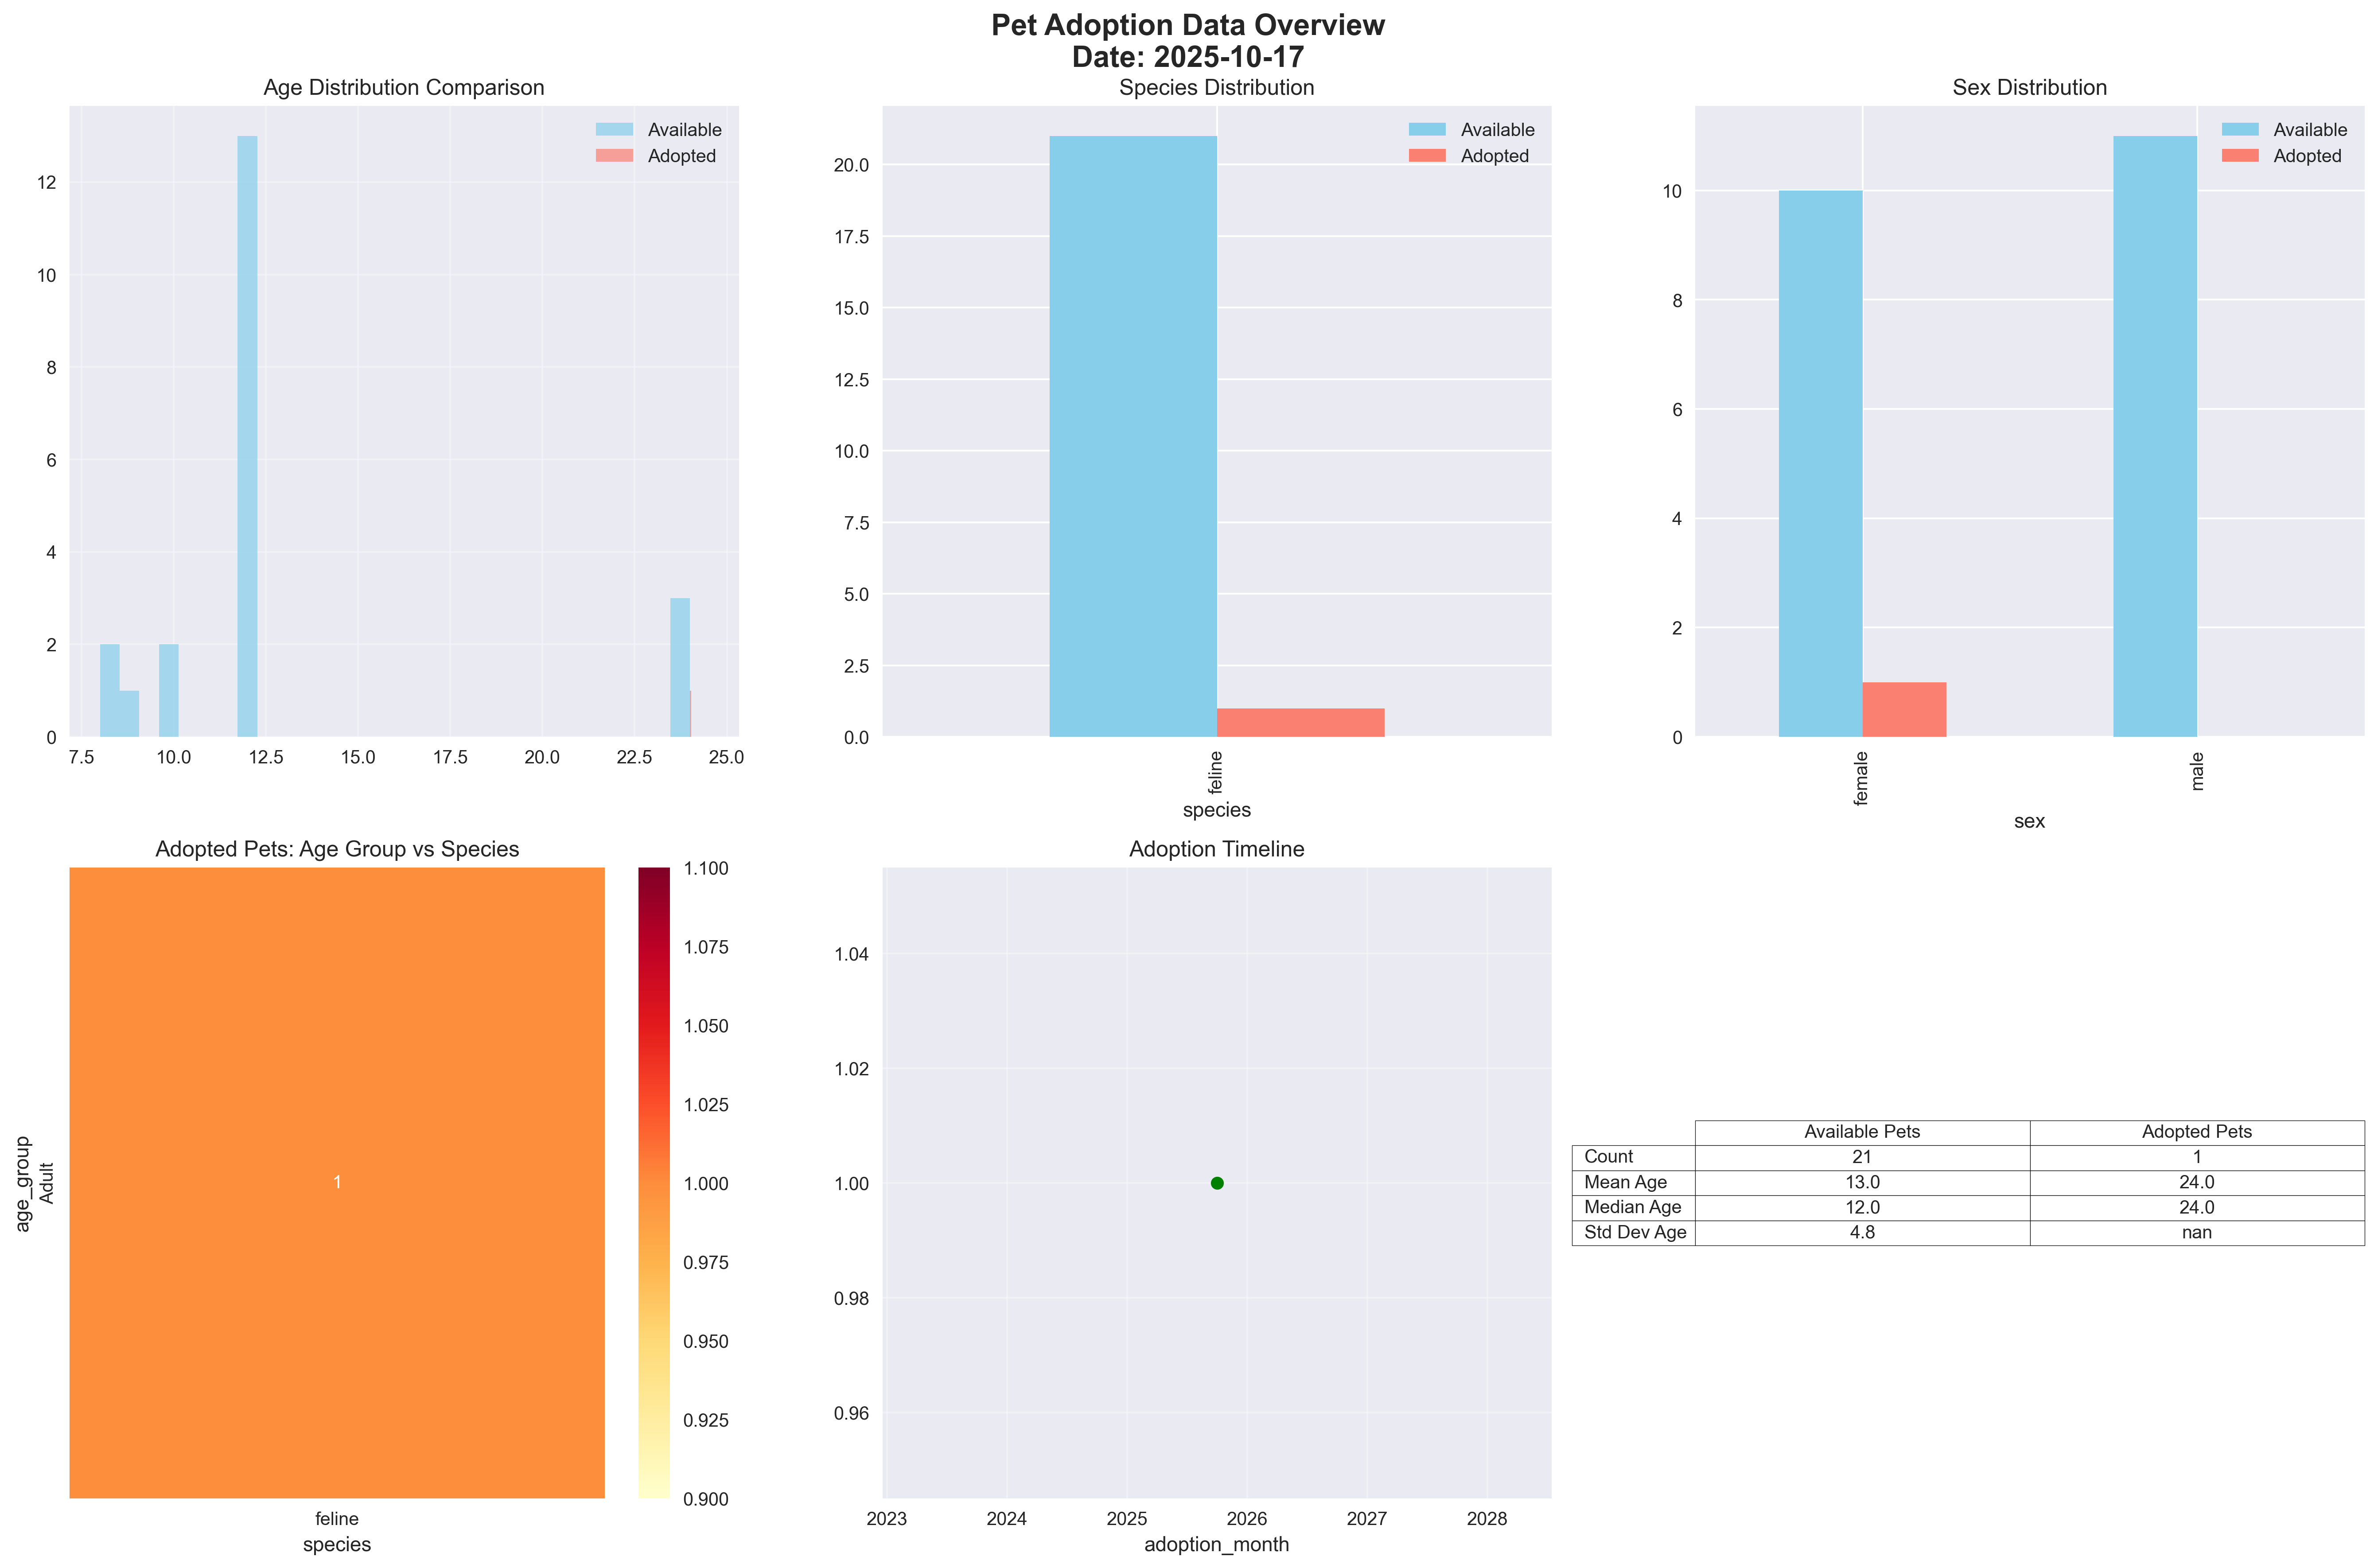 Pet Adoption Data Overview
Date: 2025-10-17
Age Distribution Comparison
Available
Adopted
12
10
8
6
4
2
0
7.5 10.0 12.5 15.0 17.5 20.0 22.5 25.0
Species Distribution
Available
Adopted
20.0
17.5
15.0
12.5
10.0
7.5
5.0
2.5
0.0
feline
species
Sex Distribution
Available
Adopted
10
8
6
4
2
0
female male
sex
Adopted Pets: Age Group vs Species
age_group
Adult
1
feline
species
1.100
1.075
1.050
1.025
1.000
0.975
0.950
0.925
0.900
Adoption Timeline
1.04
1.02
1.00
0.98
0.96
2023 2024 2025 2026 2027 2028
adoption_month
Available Pets Adopted Pets
Count 21 1
Mean Age 13.0 24.0
Median Age 12.0 24.0
Std Dev Age 4.8 nan